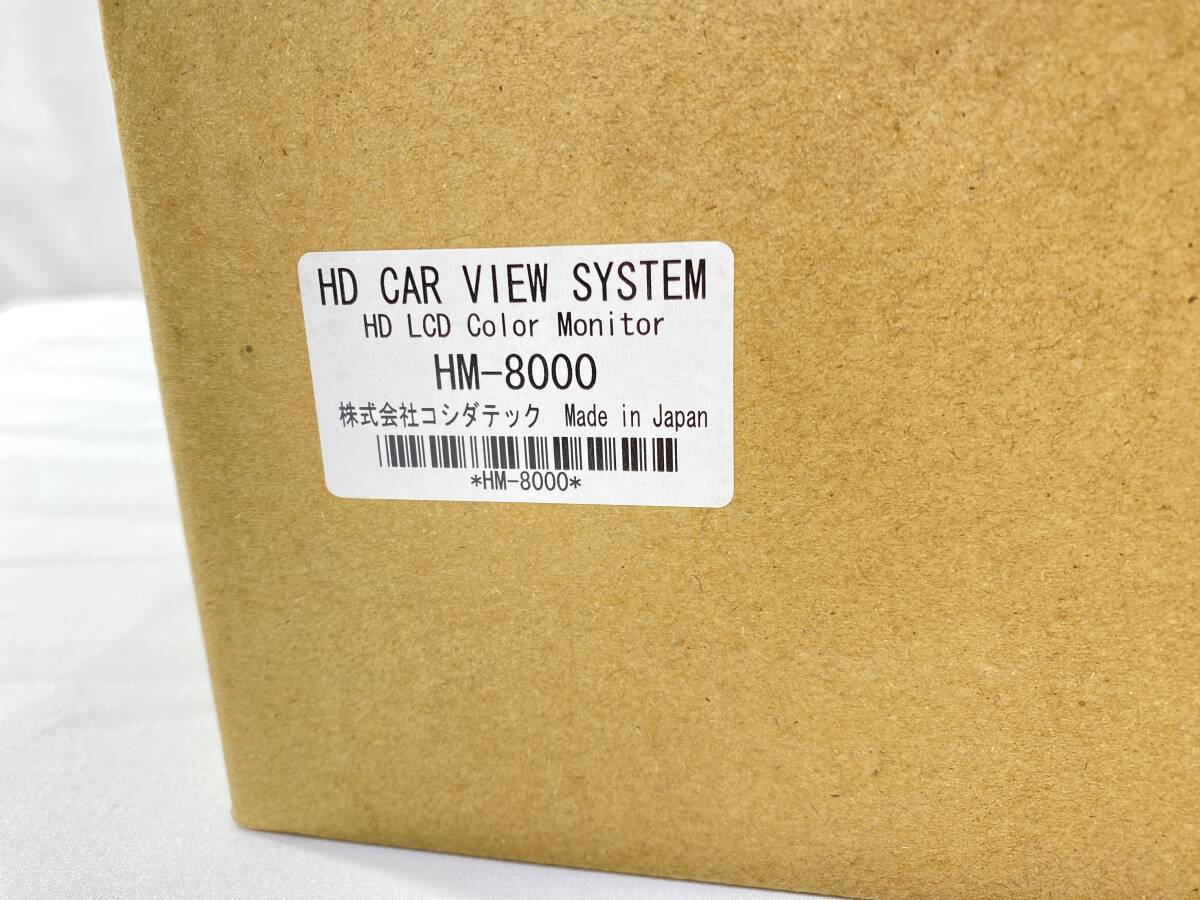 HD CAR VIEW SYSTEM
HD LCD Color Monitor
HM-8000
株式会社コシダテック Made in Japan
*HM-8000*